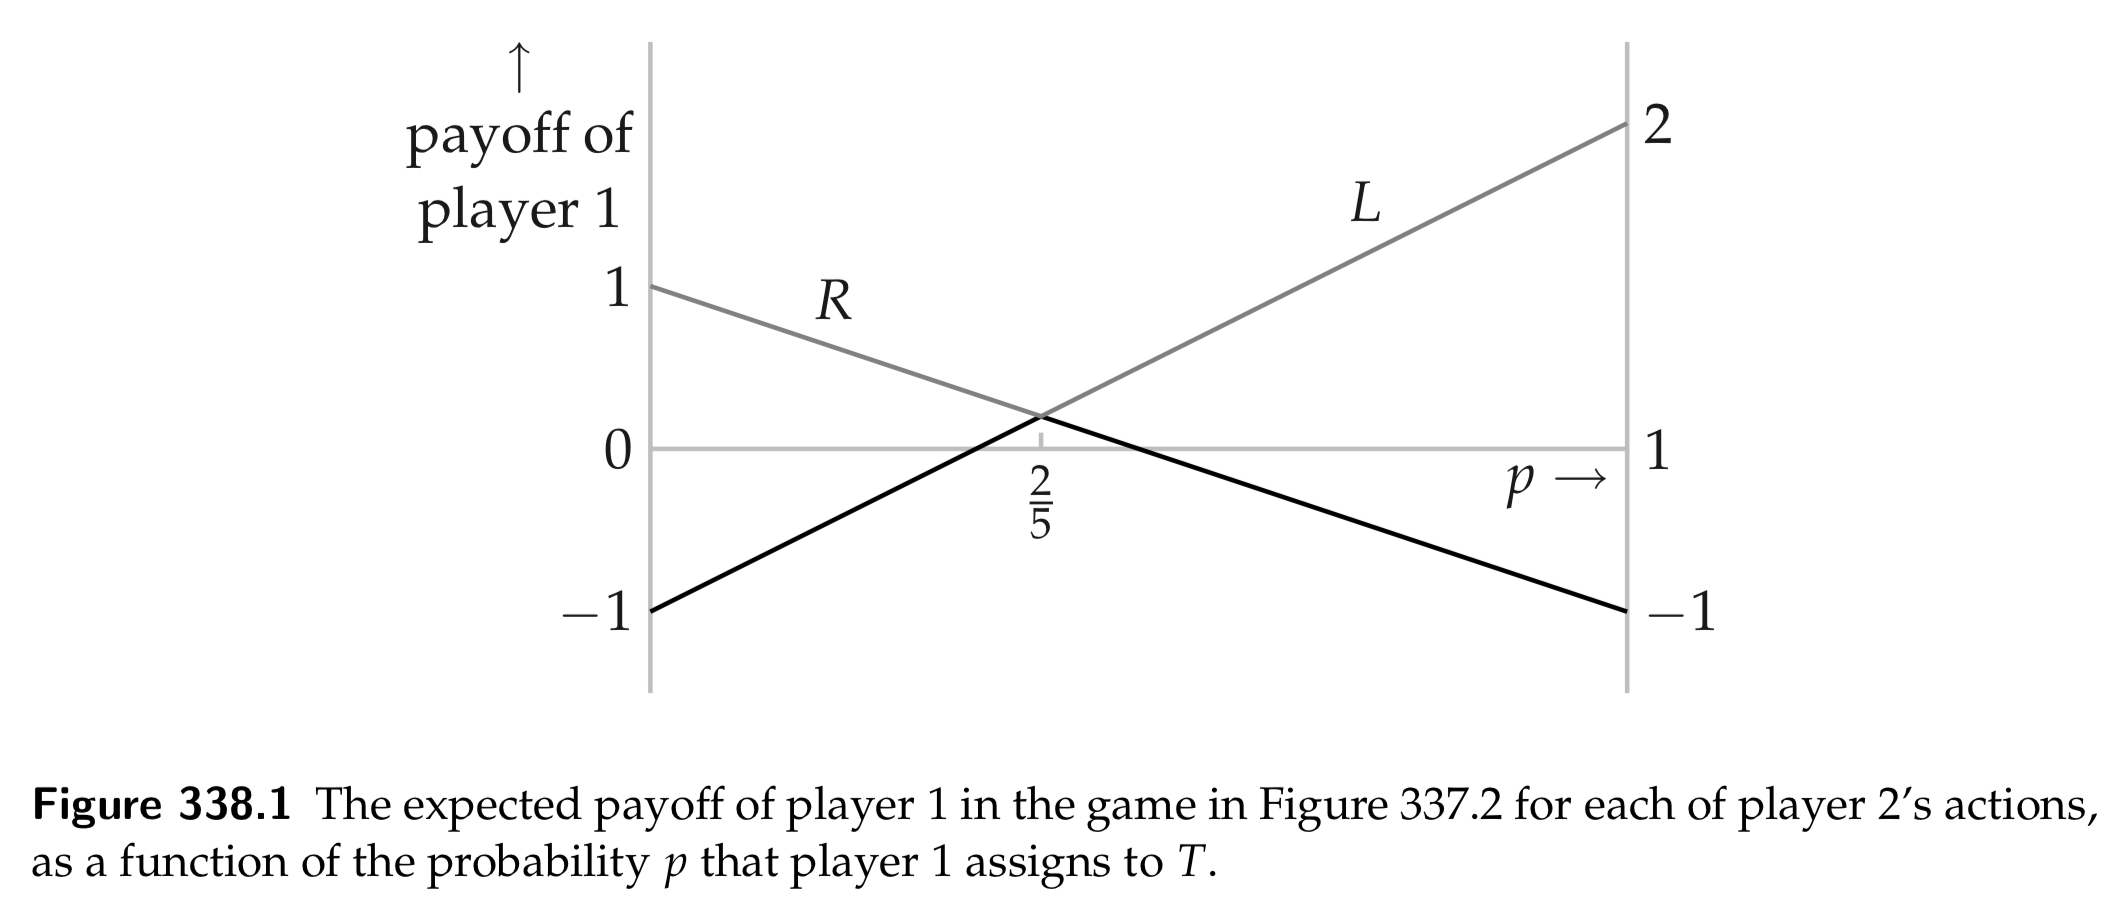 ↑
payoff of
player 1
2
L
R
1
0
2/5
p →
1
−1
−1
Figure 338.1 The expected payoff of player 1 in the game in Figure 337.2 for each of player 2's actions,
as a function of the probability p that player 1 assigns to T.